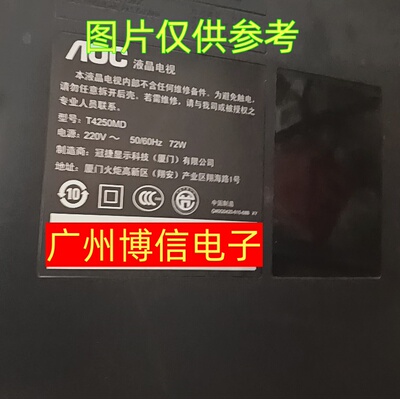 图片仅供参考
AOC 液晶电视
本液晶电视内部不含任何维修备件，为避免触电，
请勿任意拆开后壳。若需维修，请与我司或被授权之
专业人员联系。
型号： T4250MD
电源： 220V～ 50/60Hz 72W
制造商： 冠捷显示科技（厦门）有限公司
地址： 厦门火炬高新区（翔安）产业区翔海路1号
10
中国制造
广州博信电子